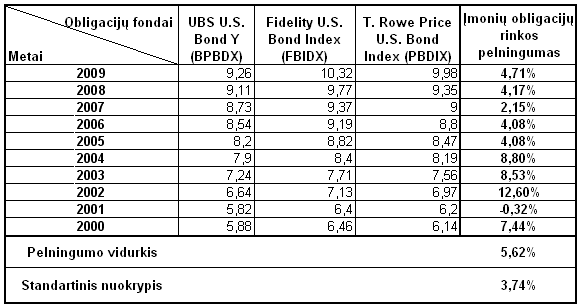 Obligacijų fondai
Metai
UBS U.S.
Bond Y
(BPBDX)
Fidelity U.S.
Bond Index
(FBIDX)
T. Rowe Price
U.S. Bond
Index (PBDIX)
Įmonių obligacijų
rinkos
pelningumas
2009 9,26 10,32 9,98 4,71%
2008 9,11 9,77 9,35 4,17%
2007 8,73 9,37 9 2,15%
2006 8,54 9,19 8,8 4,08%
2005 8,2 8,82 8,47 4,08%
2004 7,9 8,4 8,19 8,80%
2003 7,24 7,71 7,56 8,53%
2002 6,64 7,13 6,97 12,60%
2001 5,82 6,4 6,2 -0,32%
2000 5,88 6,46 6,14 7,44%
Pelningumo vidurkis 5,62%
Standartinis nuokrypis 3,74%